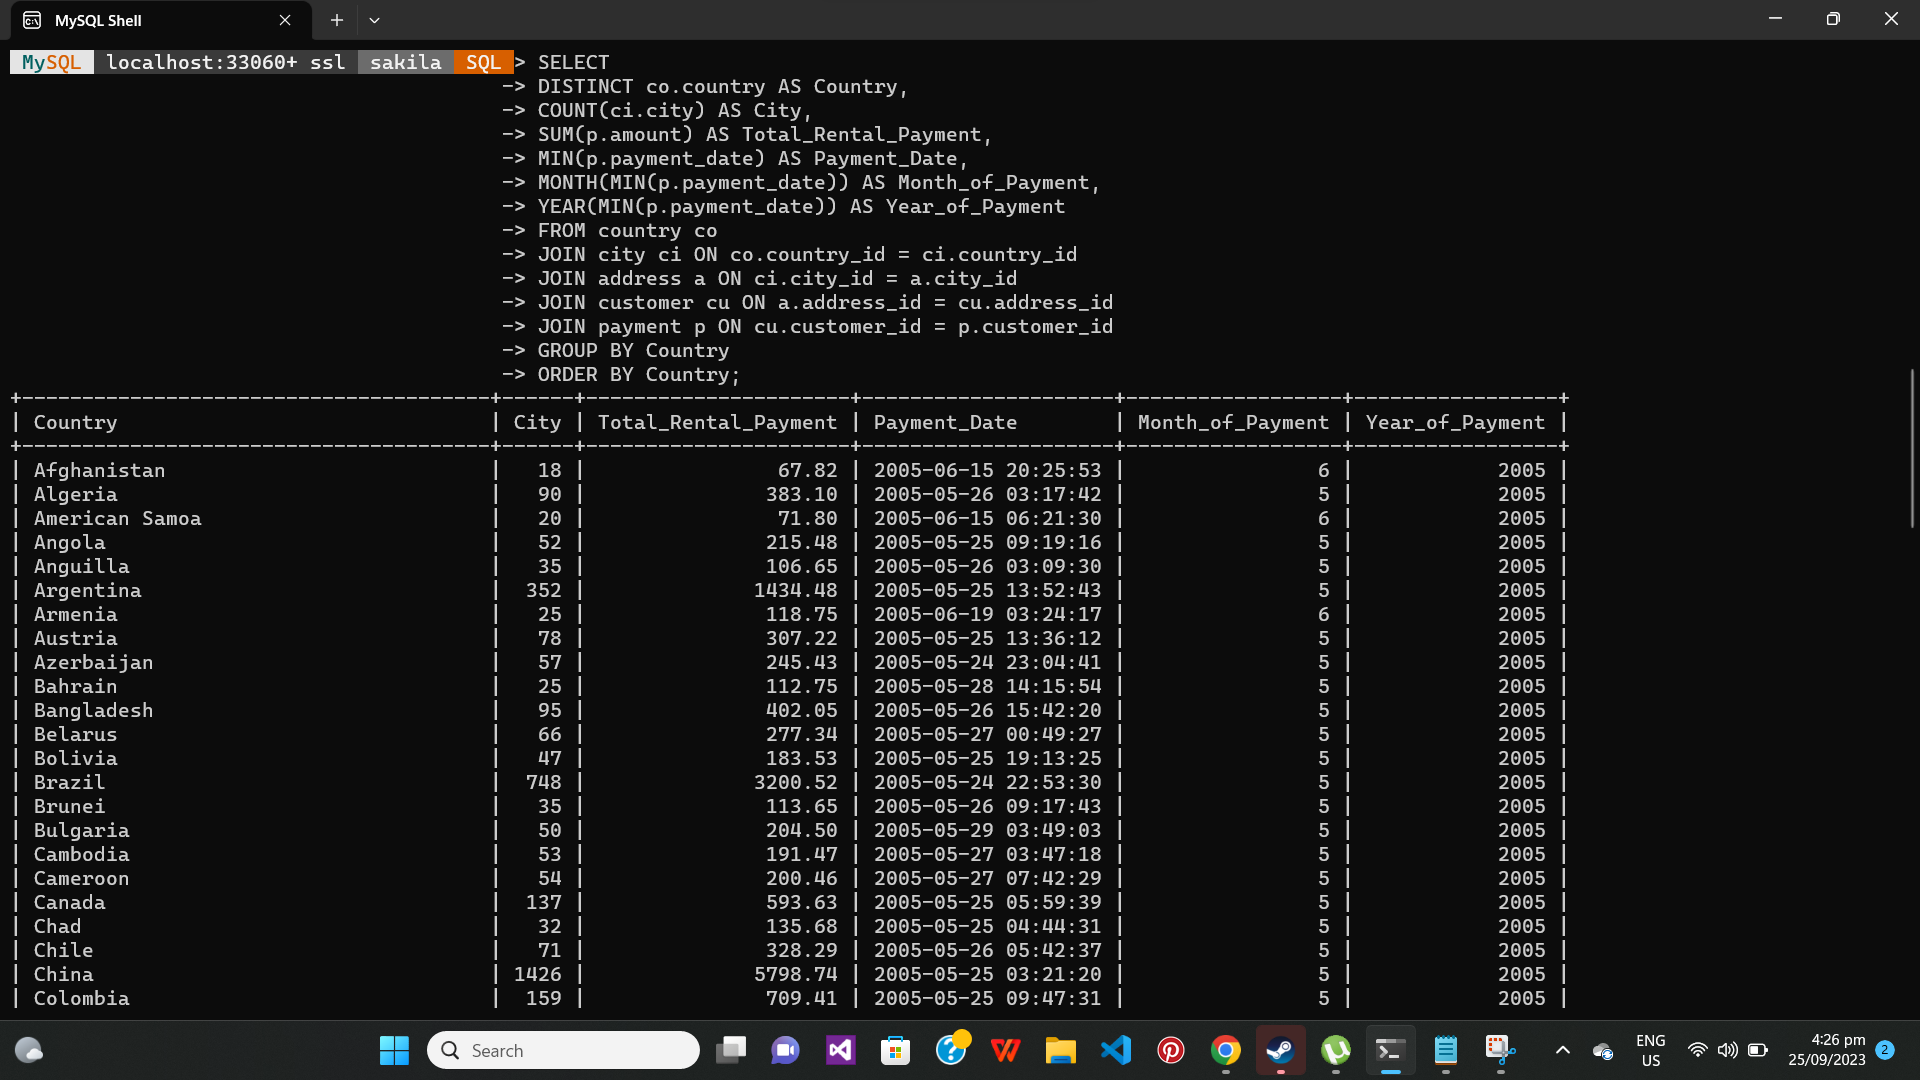 MySQL Shell
MySQL localhost:33060+ ssl sakila SQL > SELECT
-> DISTINCT co.country AS Country,
-> COUNT(ci.city) AS City,
-> SUM(p.amount) AS Total_Rental_Payment,
-> MIN(p.payment_date) AS Payment_Date,
-> MONTH(MIN(p.payment_date)) AS Month_of_Payment,
-> YEAR(MIN(p.payment_date)) AS Year_of_Payment
-> FROM country co
-> JOIN city ci ON co.country_id = ci.country_id
-> JOIN address a ON ci.city_id = a.city_id
-> JOIN customer cu ON a.address_id = cu.address_id
-> JOIN payment p ON cu.customer_id = p.customer_id
-> GROUP BY Country
-> ORDER BY Country;
+---------------------------------------+------+----------------------+---------------------+------------------+-----------------+
| Country | City | Total_Rental_Payment | Payment_Date | Month_of_Payment | Year_of_Payment |
+---------------------------------------+------+----------------------+---------------------+------------------+-----------------+
| Afghanistan | 18 | 67.82 | 2005-06-15 20:25:53 | 6 | 2005 |
| Algeria | 90 | 383.10 | 2005-05-26 03:17:42 | 5 | 2005 |
| American Samoa | 20 | 71.80 | 2005-06-15 06:21:30 | 6 | 2005 |
| Angola | 52 | 215.48 | 2005-05-25 09:19:16 | 5 | 2005 |
| Anguilla | 35 | 106.65 | 2005-05-26 03:09:30 | 5 | 2005 |
| Argentina | 352 | 1434.48 | 2005-05-25 13:52:43 | 5 | 2005 |
| Armenia | 25 | 118.75 | 2005-06-19 03:24:17 | 6 | 2005 |
| Austria | 78 | 307.22 | 2005-05-25 13:36:12 | 5 | 2005 |
| Azerbaijan | 57 | 245.43 | 2005-05-24 23:04:41 | 5 | 2005 |
| Bahrain | 25 | 112.75 | 2005-05-28 14:15:54 | 5 | 2005 |
| Bangladesh | 95 | 402.05 | 2005-05-26 15:42:20 | 5 | 2005 |
| Belarus | 66 | 277.34 | 2005-05-27 00:49:27 | 5 | 2005 |
| Bolivia | 47 | 183.53 | 2005-05-25 19:13:25 | 5 | 2005 |
| Brazil | 748 | 3200.52 | 2005-05-24 22:53:30 | 5 | 2005 |
| Brunei | 35 | 113.65 | 2005-05-26 09:17:43 | 5 | 2005 |
| Bulgaria | 50 | 204.50 | 2005-05-29 03:49:03 | 5 | 2005 |
| Cambodia | 53 | 191.47 | 2005-05-27 03:47:18 | 5 | 2005 |
| Cameroon | 54 | 200.46 | 2005-05-27 07:42:29 | 5 | 2005 |
| Canada | 137 | 593.63 | 2005-05-25 05:59:39 | 5 | 2005 |
| Chad | 32 | 135.68 | 2005-05-25 04:44:31 | 5 | 2005 |
| Chile | 71 | 328.29 | 2005-05-26 05:42:37 | 5 | 2005 |
| China | 1426 | 5798.74 | 2005-05-25 03:21:20 | 5 | 2005 |
| Colombia | 159 | 709.41 | 2005-05-25 09:47:31 | 5 | 2005 |
Search
ENG
US
4:26 pm
25/09/2023
2